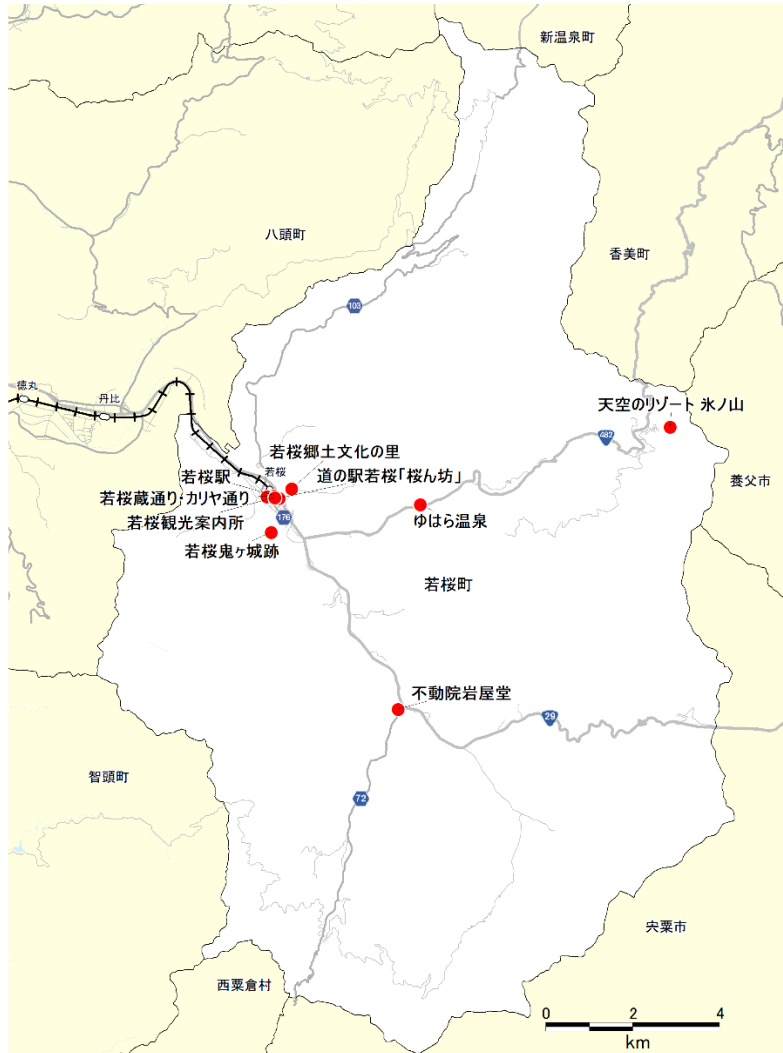 新温泉町
八頭町
香美町
103
徳丸
丹比
天空のリゾート 氷ノ山
482
若桜郷土文化の里
若桜駅
若桜
道の駅若桜「桜ん坊」
養父市
若桜蔵通り・カリヤ通り
176
若桜観光案内所
ゆはら温泉
若桜鬼ヶ城跡
若桜町
不動院岩屋堂
29
智頭町
72
宍粟市
西粟倉村
0 2 4
km